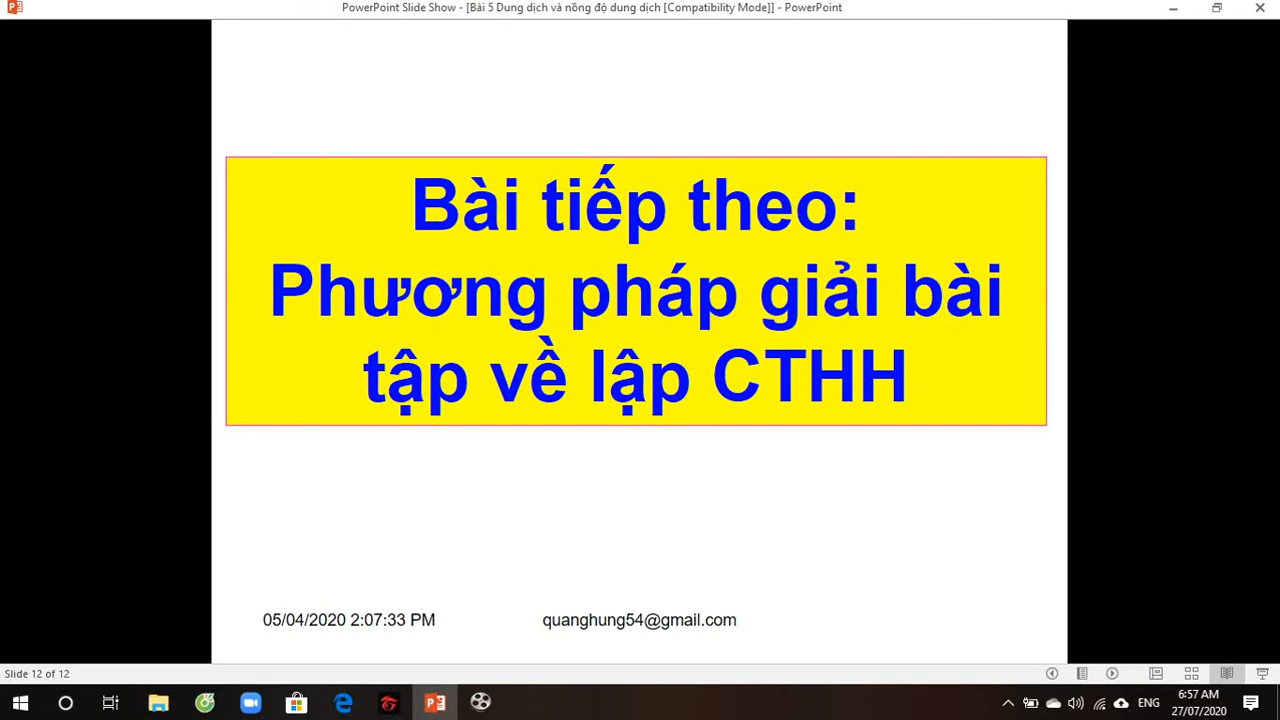 PowerPoint Slide Show - [Bài 5 Dung dịch và nồng độ dung dịch [Compatibility Mode]] - PowerPoint
Bài tiếp theo:
Phương pháp giải bài
tập về lập CTHH
05/04/2020 2:07:33 PM
quanghung54@gmail.com
Slide 12 of 12
ENG
6:57 AM
27/07/2020